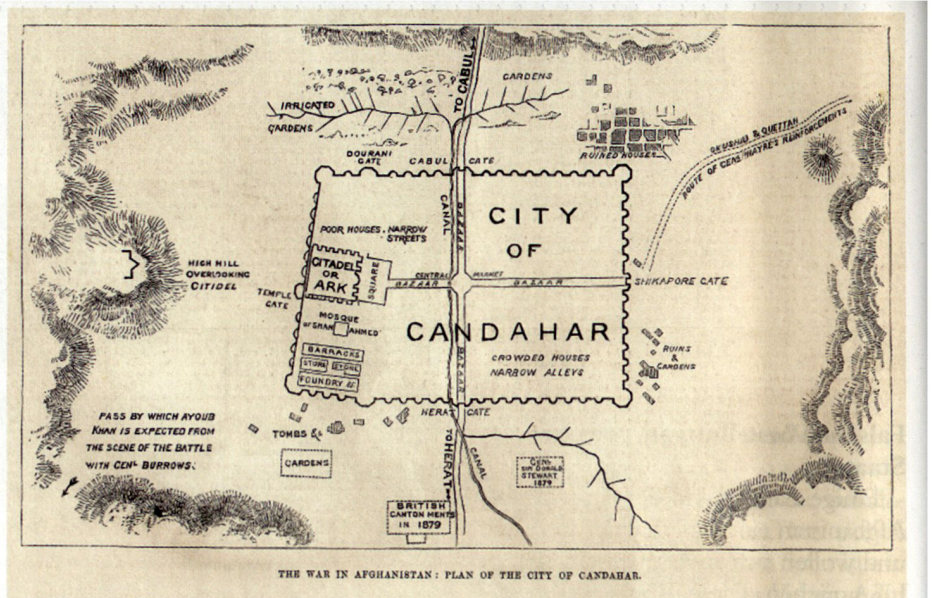 TO CABUL
GARDENS
IRRIGATED
GARDENS
RUINED HOUSES
GRUSHAD & QUETTAH
ROUTE OF GENL PHAYRE'S REINFORCEMENTS
DOURANI
GATE
CABUL GATE
CANAL
BAZAAR
CITY
OF
CANDAHAR
POOR HOUSES. NARROW
STREETS
HIGH HILL
OVERLOOKING
CITIDEL
CITADEL
OR
ARK
SQUARE
CENTRAL MARKET
BAZAAR
BAZAAR
SHIKAPORE GATE
TEMPLE
GATE
MOSQUE
OF SHAH AHMED
BARRACKS
STORE STORE
FOUNDRY
BAZAAR
CROWDED HOUSES
NARROW ALLEYS
RUINS
&
GARDENS
HERAT GATE
PASS BY WHICH AYOUB
KHAN IS EXPECTED FROM
THE SCENE OF THE BATTLE
WITH GENL BURROWS.
TOMBS &c
GARDENS
TO HERAT
CANAL
GENL
SIR DONALD
STEWART
1879
BRITISH
CANTONMENTS
IN 1879
THE WAR IN AFGHANISTAN: PLAN OF THE CITY OF CANDAHAR.